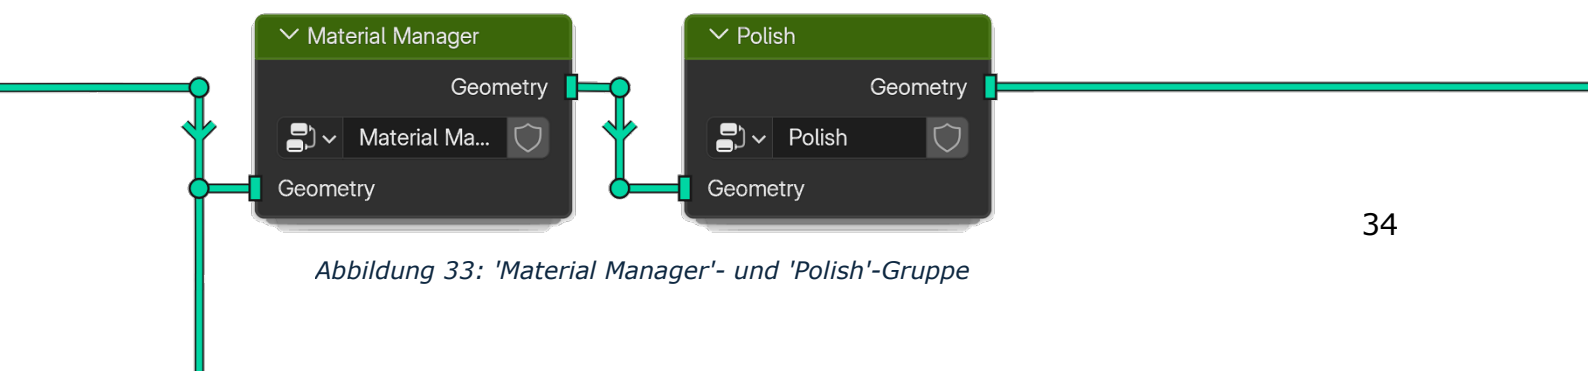 Material Manager
Geometry
Material Ma...
Geometry
Polish
Geometry
Polish
Geometry
34
Abbildung 33: 'Material Manager'- und 'Polish'-Gruppe